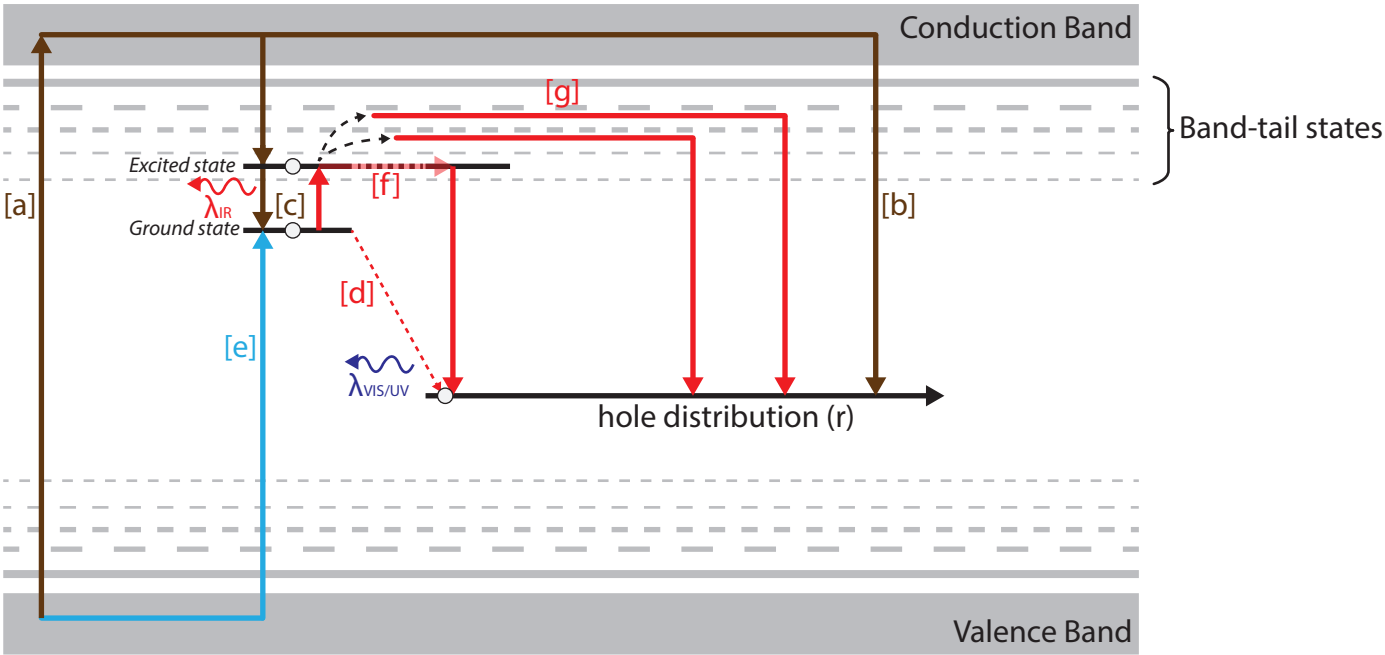 Conduction Band
[g]
Band-tail states
Excited state
[f]
[a]
λIR
[c]
[b]
Ground state
[d]
[e]
λVIS/UV
hole distribution (r)
Valence Band